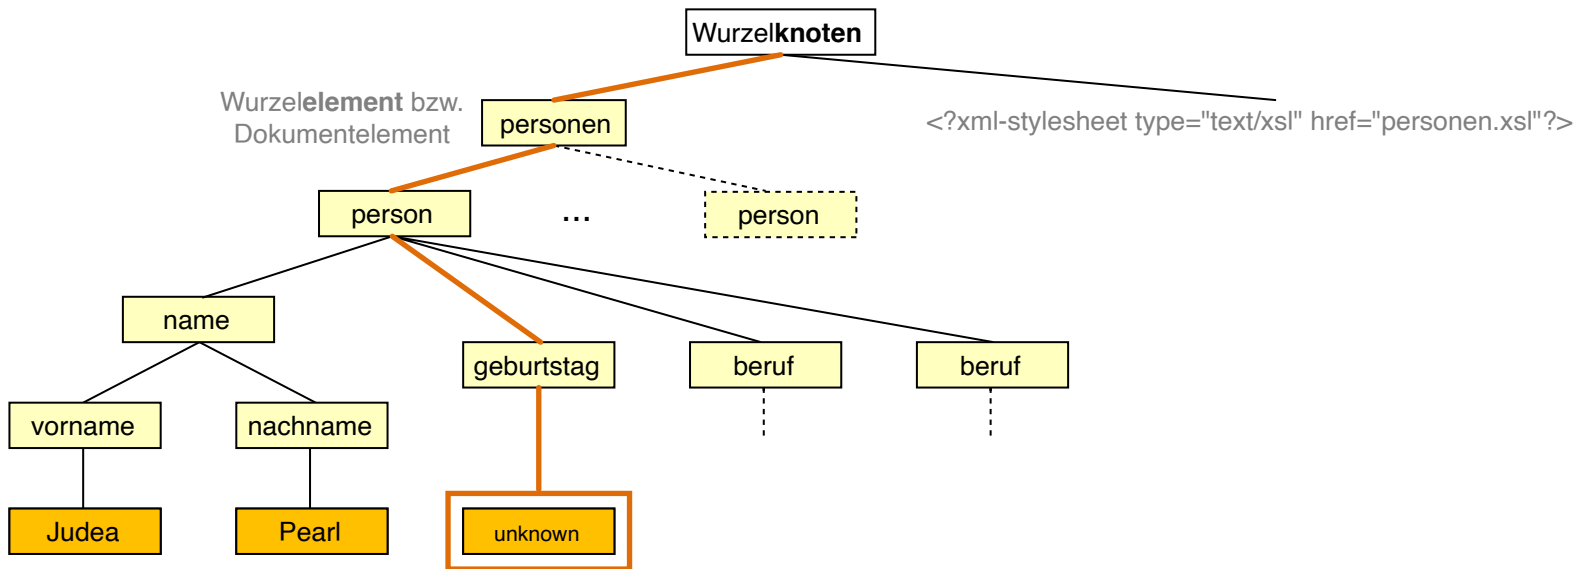 Wurzelknoten
Wurzelelement bzw.
Dokumentelement
personen
<?xml-stylesheet type="text/xsl" href="personen.xsl"?>
person
...
person
name
geburtstag
beruf
beruf
vorname
nachname
Judea
Pearl
unknown